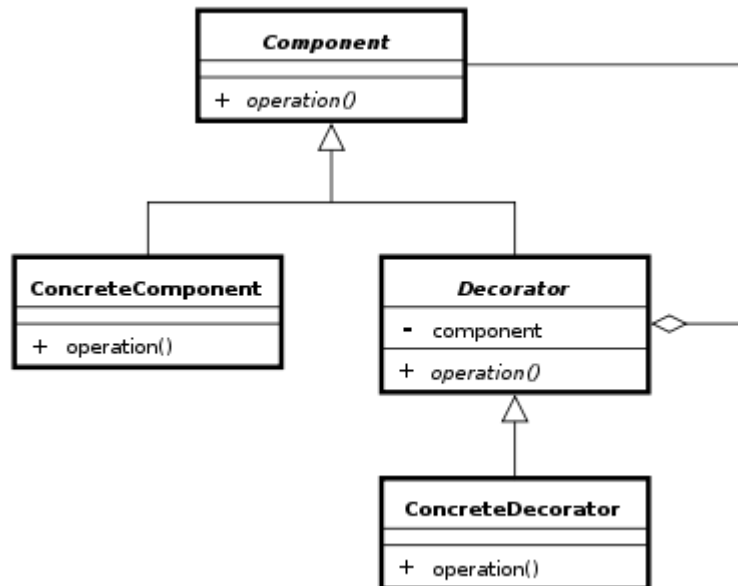 Component
+ operation()
ConcreteComponent
+ operation()
Decorator
- component
+ operation()
ConcreteDecorator
+ operation()